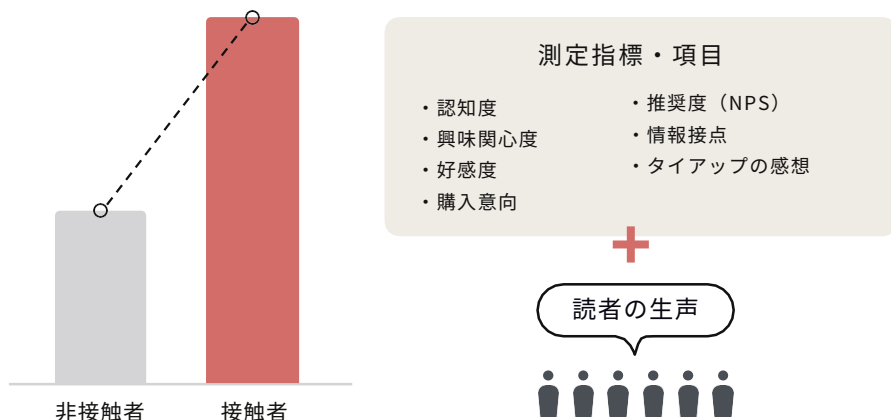 測定指標・項目
・認知度
・興味関心度
・好感度
・購入意向
・推奨度（NPS）
・情報接点
・タイアップの感想
読者の生声
非接触者
接触者